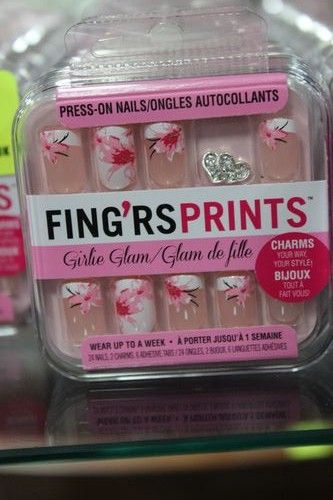 PRESS-ON NAILS/ONGLES AUTOCOLLANTS
FING'RSPRINTS™
Girlie Glam/Glam de fille
CHARMS
YOUR WAY,
YOUR STYLE!
BIJOUX
TOUT À
FAIT VOUS!
WEAR UP TO A WEEK • À PORTER JUSQU'À 1 SEMAINE
24 NAILS, 2 CHARMS, 6 ADHESIVE TABS / 24 ONGLES, 2 BIJOUX, 6 LANGUETTES ADHÉSIVES